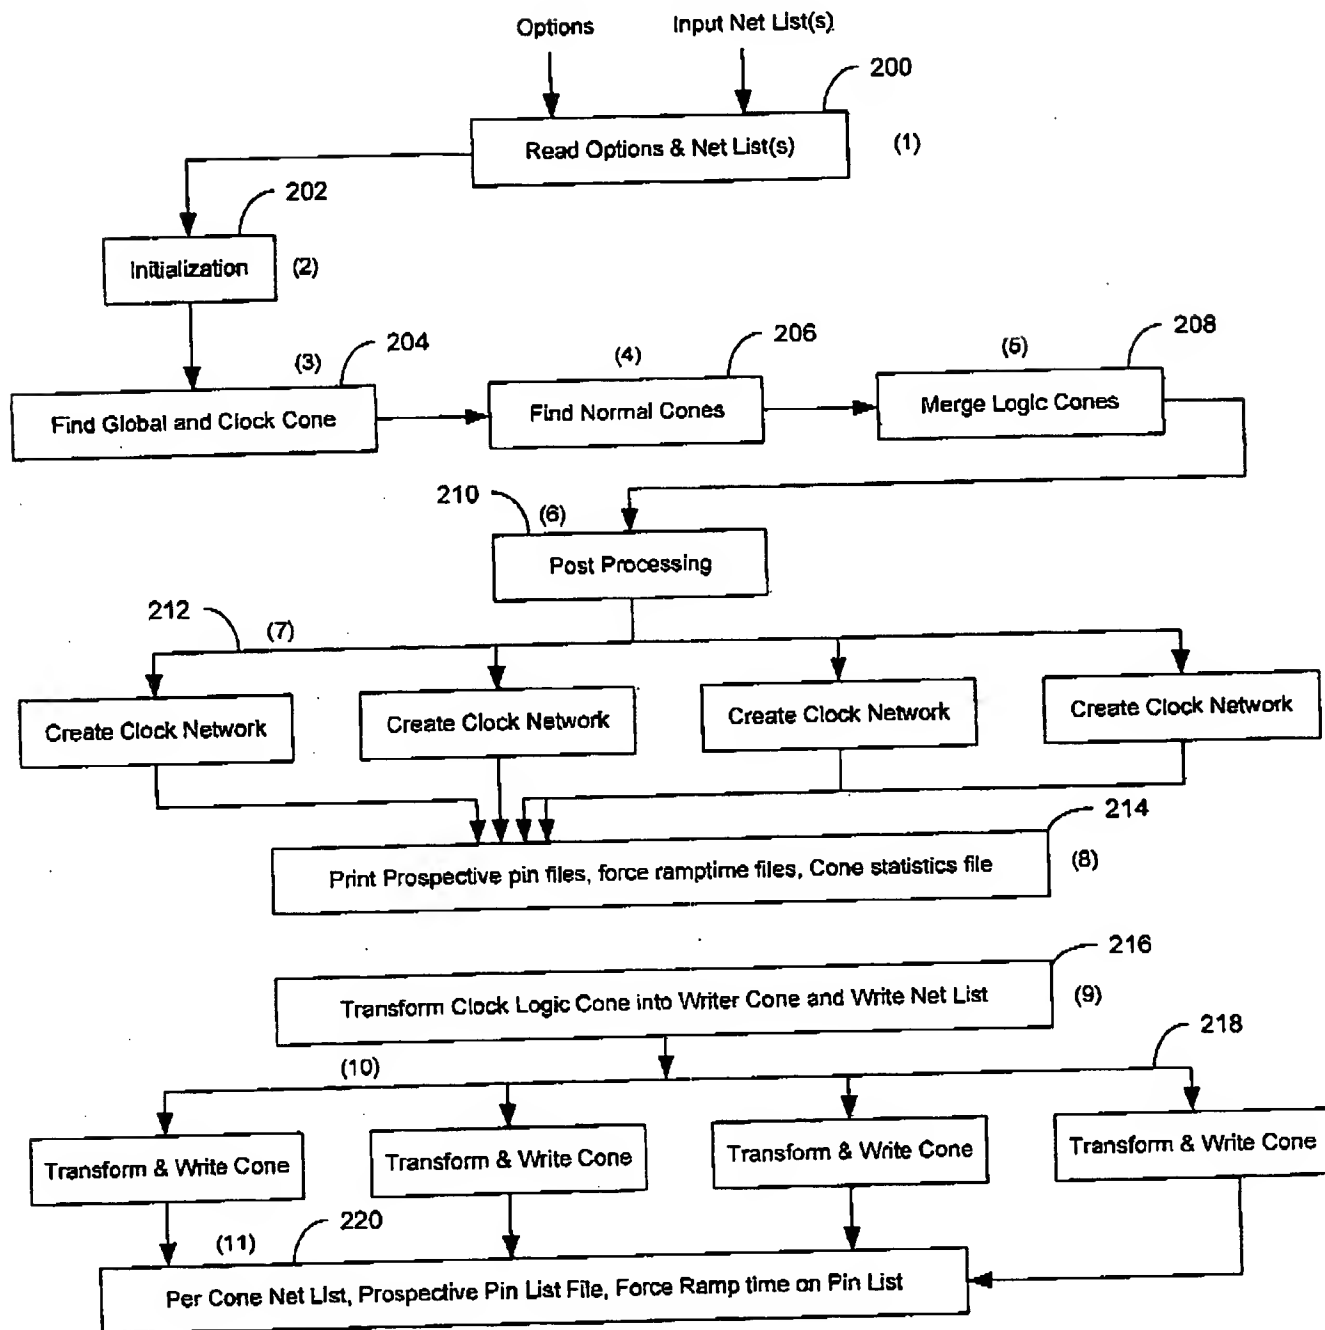 Options
Input Net List(s)
200
Read Options & Net List(s)
(1)
202
Initialization
(2)
204
(3)
Find Global and Clock Cone
206
(4)
Find Normal Cones
208
(5)
Merge Logic Cones
210
(6)
Post Processing
212
(7)
Create Clock Network
Create Clock Network
Create Clock Network
Create Clock Network
214
Print Prospective pin files, force ramptime files, Cone statistics file
(8)
216
Transform Clock Logic Cone into Writer Cone and Write Net List
(9)
218
(10)
Transform & Write Cone
Transform & Write Cone
Transform & Write Cone
Transform & Write Cone
220
(11)
Per Cone Net List, Prospective Pin List File, Force Ramp time on Pin List